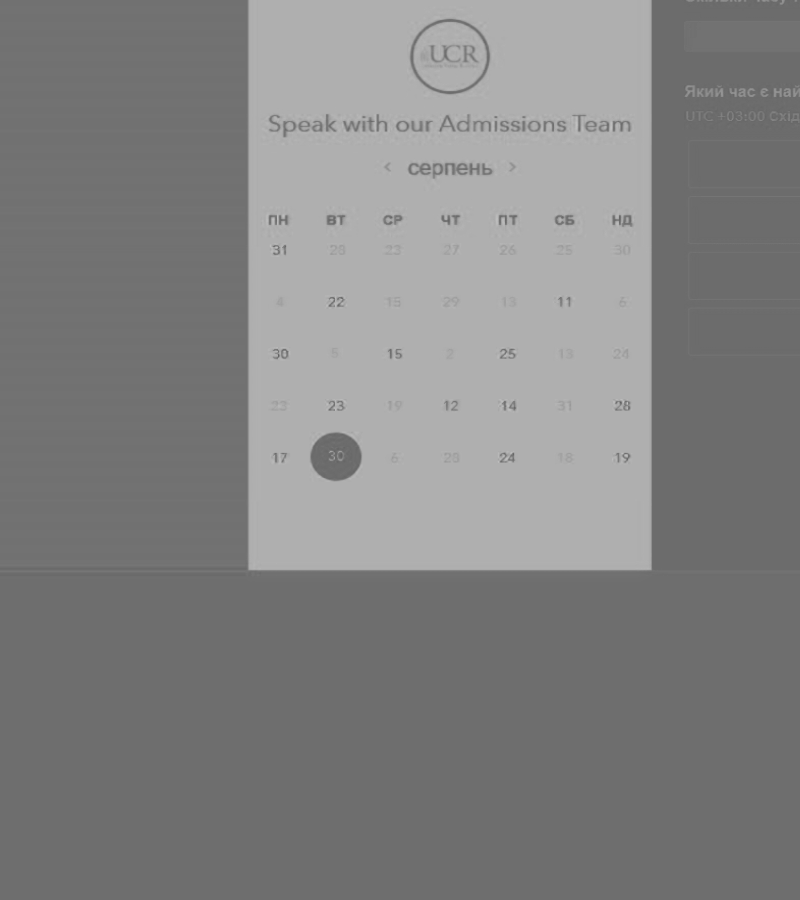 UCR
Speak with our Admissions Team
< серпень >
ПН ВТ СР ЧТ ПТ СБ НД
31 25 23 27 26 25 30
4 22 15 29 13 11 6
30 5 15 2 25 13 24
23 23 19 12 14 31 28
17 30 6 28 24 18 19
Який час є най
UTC +03:00 Схід